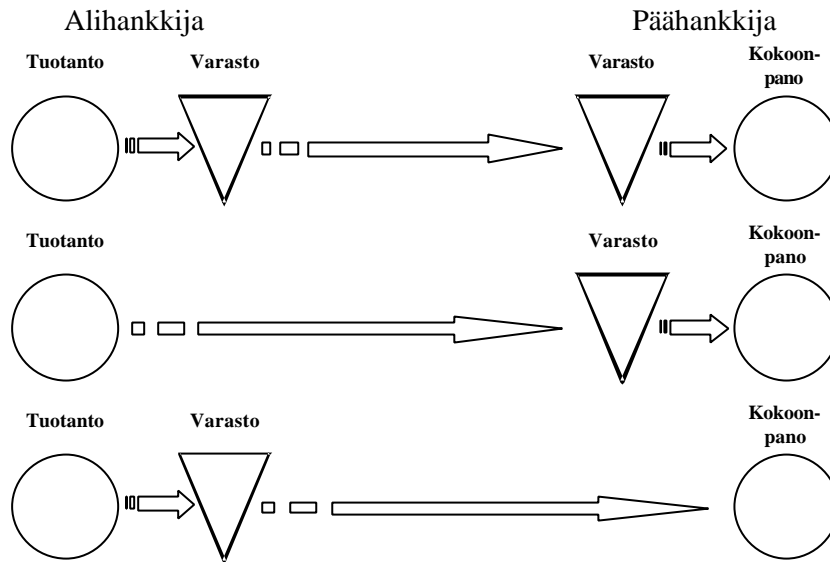 Alihankkija Päähankkija
Tuotanto Varasto Varasto Kokoon-
pano
Tuotanto Varasto Kokoon-
pano
Tuotanto Varasto Kokoon-
pano